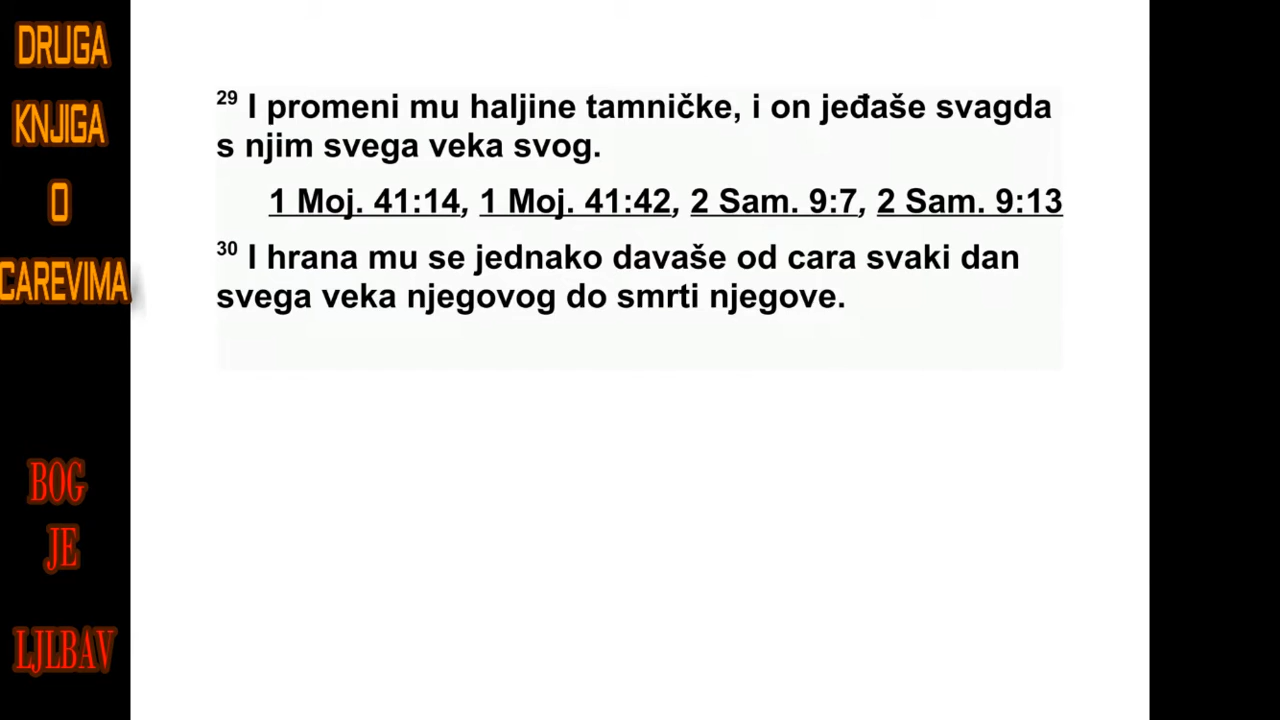 DRUGA
KNJIGA
O
CAREVIMA
BOG
JE
LJLBAV
29 I promeni mu haljine tamničke, i on jeđaše svagda
s njim svega veka svog.
1 Moj. 41:14, 1 Moj. 41:42, 2 Sam. 9:7, 2 Sam. 9:13
30 I hrana mu se jednako davaše od cara svaki dan
svega veka njegovog do smrti njegove.